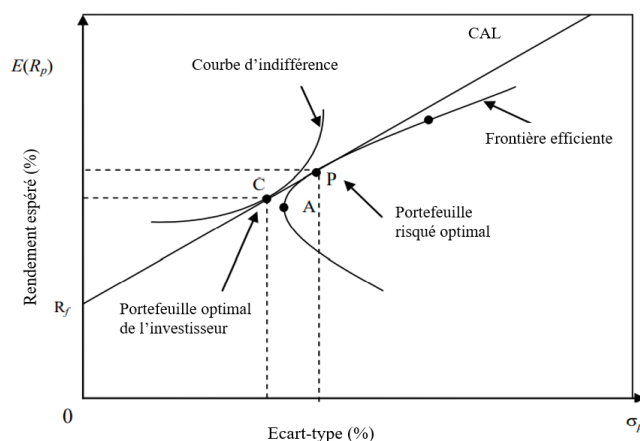 CAL
E(Rp)
Courbe d'indifférence
Frontière efficiente
Rendement espéré (%)
C
P
A
Portefeuille
risqué optimal
Rf
Portefeuille optimal
de l'investisseur
0
Ecart-type (%)